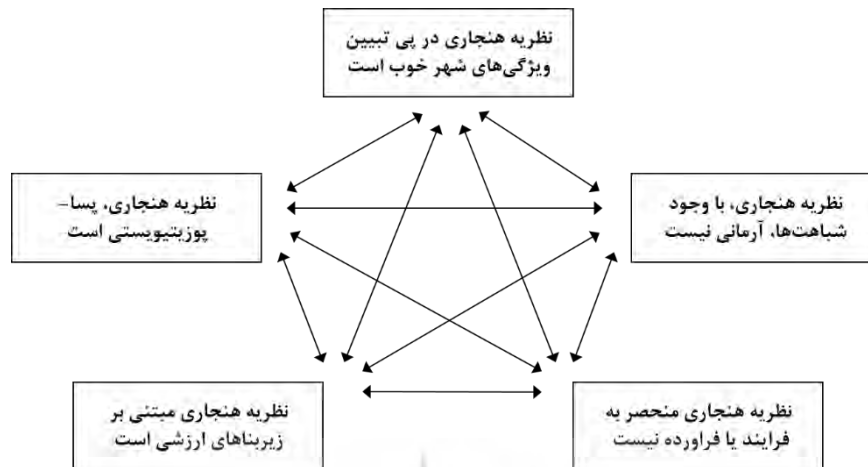 نظریه هنجاری در پی تبیین
ویژگی‌های شهر خوب است
نظریه هنجاری، با وجود
شباهت‌ها، آرمانی نیست
نظریه هنجاری، پسا–
پوزیتیویستی است
نظریه هنجاری منحصر به
فرایند یا فراورده نیست
نظریه هنجاری مبتنی بر
زیربناهای ارزشی است